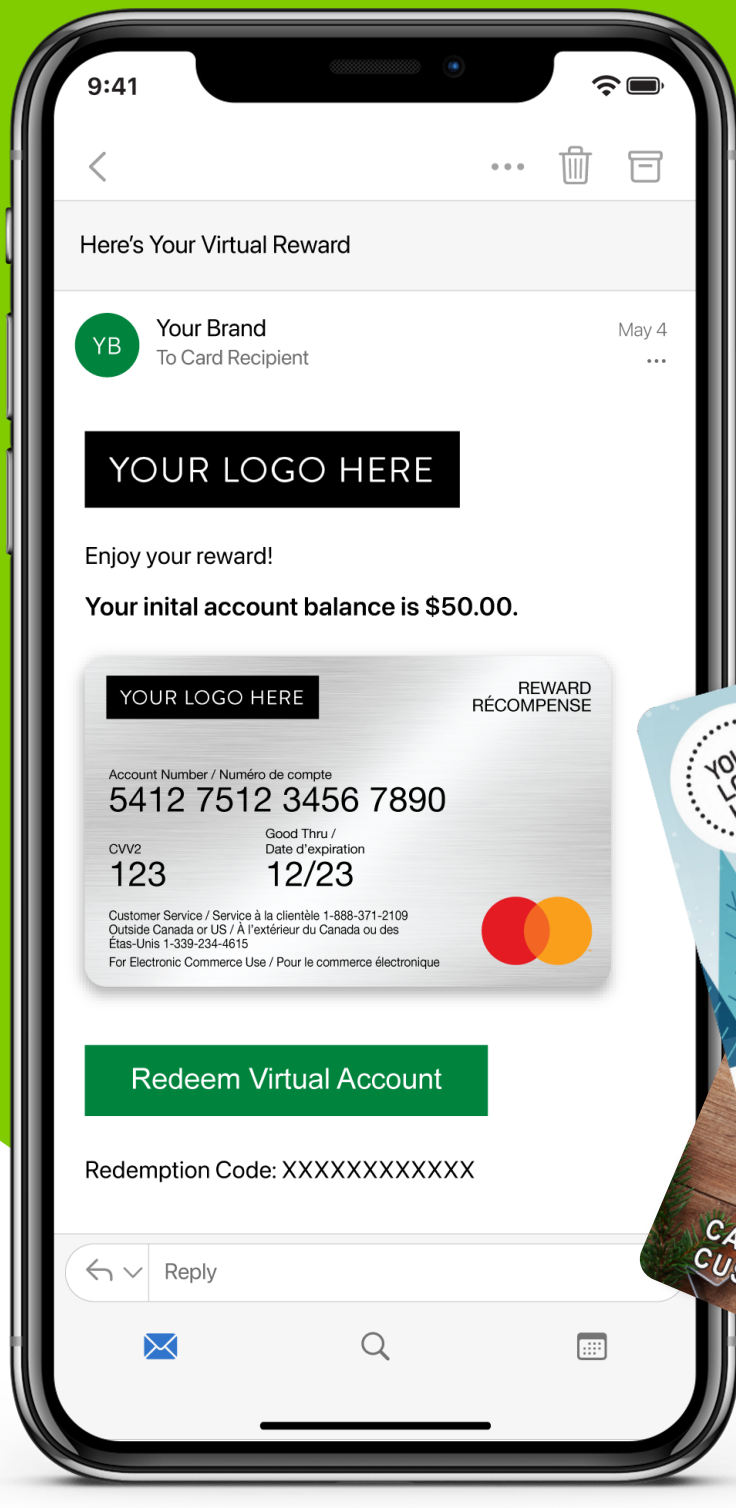 9:41
Here's Your Virtual Reward
YB
Your Brand
May 4
To Card Recipient
YOUR LOGO HERE
Enjoy your reward!
Your inital account balance is $50.00.
YOUR LOGO HERE
REWARD
RÉCOMPENSE
Account Number / Numéro de compte
5412 7512 3456 7890
CVV2
123
Good Thru /
Date d'expiration
12/23
Customer Service / Service à la clientèle 1-888-371-2109
Outside Canada or US / À l'extérieur du Canada ou des
Étas-Unis 1-339-234-4615
For Electronic Commerce Use / Pour le commerce électronique
Redeem Virtual Account
Redemption Code: XXXXXXXXXXXX
Reply